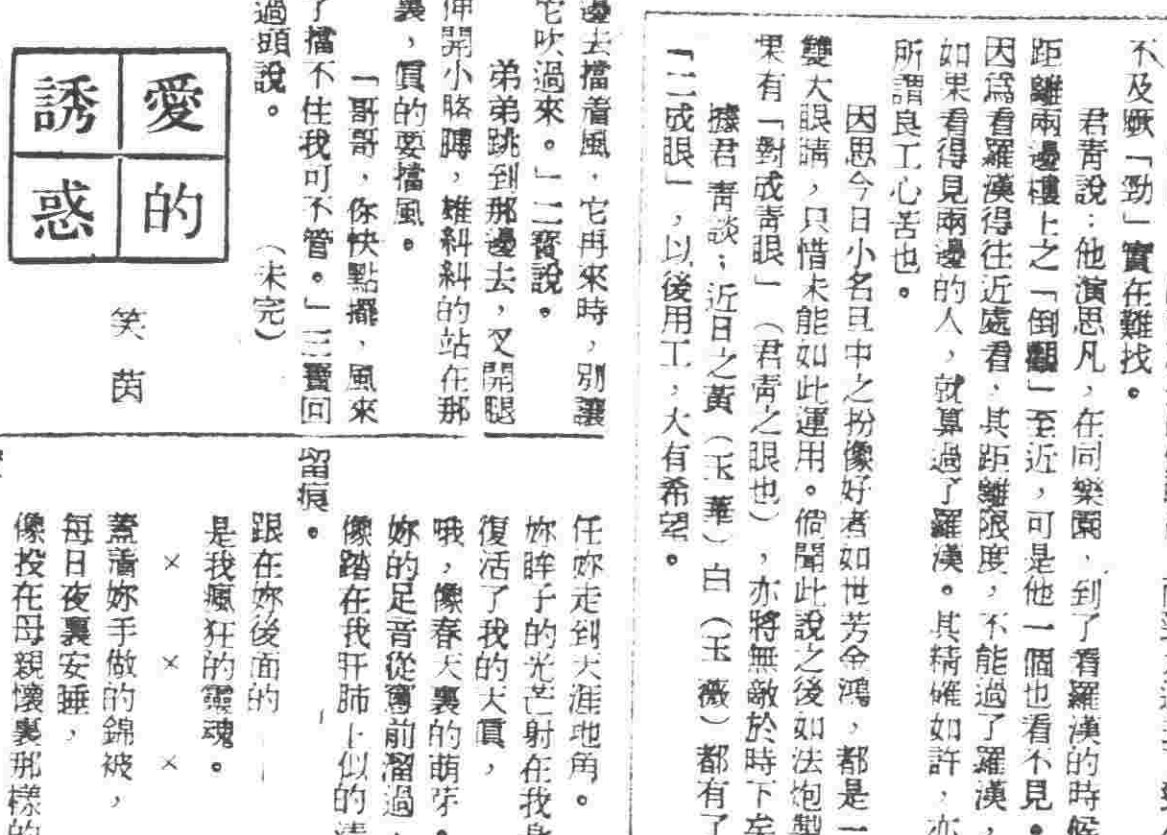 不及厥「勁」實在難找。
君青說：他演思凡，在同樂園，到了看羅漢的時候
距離兩邊樓上之「倒觀」至近，可是他一個也看不見。
因爲看羅漢得往近處看，其距離限度，不能過了羅漢，
如果看得見兩邊的人，就算過了羅漢。其精確如許，亦
所謂良工心苦也。
因思今日小名旦中之扮像好者如世芳金鴻，都是一
雙大眼睛，只惜未能如此運用。倘聞此說之後如法炮製
果有「對成靑眼」（君靑之眼也），亦將無敵於時下矣
據君靑談；近日之黃（玉華）白（玉薇）都有了
「二成眼」，以後用工，大有希望。
邊去擋着風，它再來時，別讓
它吹過來。」二寶說。
弟弟跳到那邊去，叉開腿
伸開小胳膊，雄糾糾的站在那
裏，眞的要擋風。
「哥哥，你快點擺，風來
了擋不住我可不管。」三寶回
過頭說。
（未完）
愛的
誘惑
笑茵
任妳走到天涯地角。
妳眸子的光芒射在我身
復活了我的天眞，
哦，像春天裏的萌芽。
妳的足音從窗前溜過，
像踏在我肝肺上似的淸
留痕。
跟在妳後面的
是我瘋狂的靈魂。
× × ×
蓋着妳手做的錦被，
每日夜裏安睡，
像投在母親懷裏那樣的